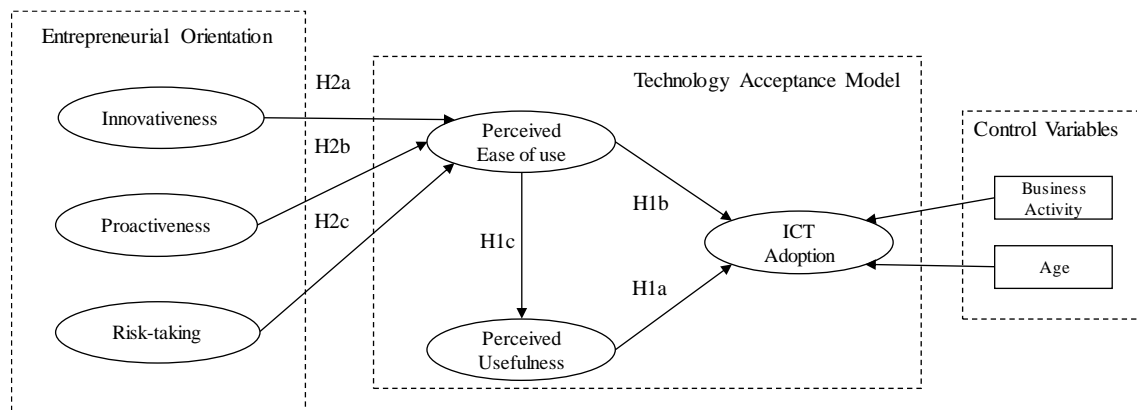 Entrepreneurial Orientation
Innovativeness
Proactiveness
Risk-taking
H2a
H2b
H2c
Technology Acceptance Model
Perceived
Ease of use
H1c
Perceived
Usefulness
H1b
H1a
ICT
Adoption
Control Variables
Business
Activity
Age